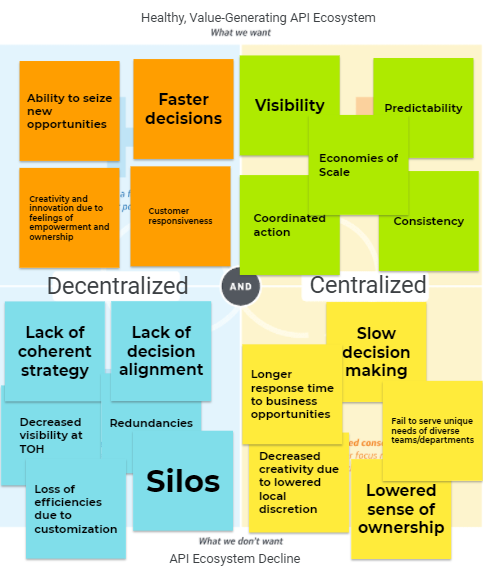 Healthy, Value-Generating API Ecosystem
What we want
Ability to seize
new
opportunities
Faster
decisions
Creativity and
innovation due to
feelings of
empowerment and
ownership
Customer
responsiveness
Visibility
Predictability
Economies of
Scale
Coordinated
action
Consistency
Decentralized
AND
Centralized
Lack of
coherent
strategy
Lack of
decision
alignment
Decreased
visibility at
TOH
Redundancies
Loss of
efficiencies
due to
customization
Silos
Slow
decision
making
Longer
response time
to business
opportunities
Fail to serve unique
needs of diverse
teams/departments
Decreased
creativity due
to lowered
local
discretion
Lowered
sense of
ownership
What we don't want
API Ecosystem Decline